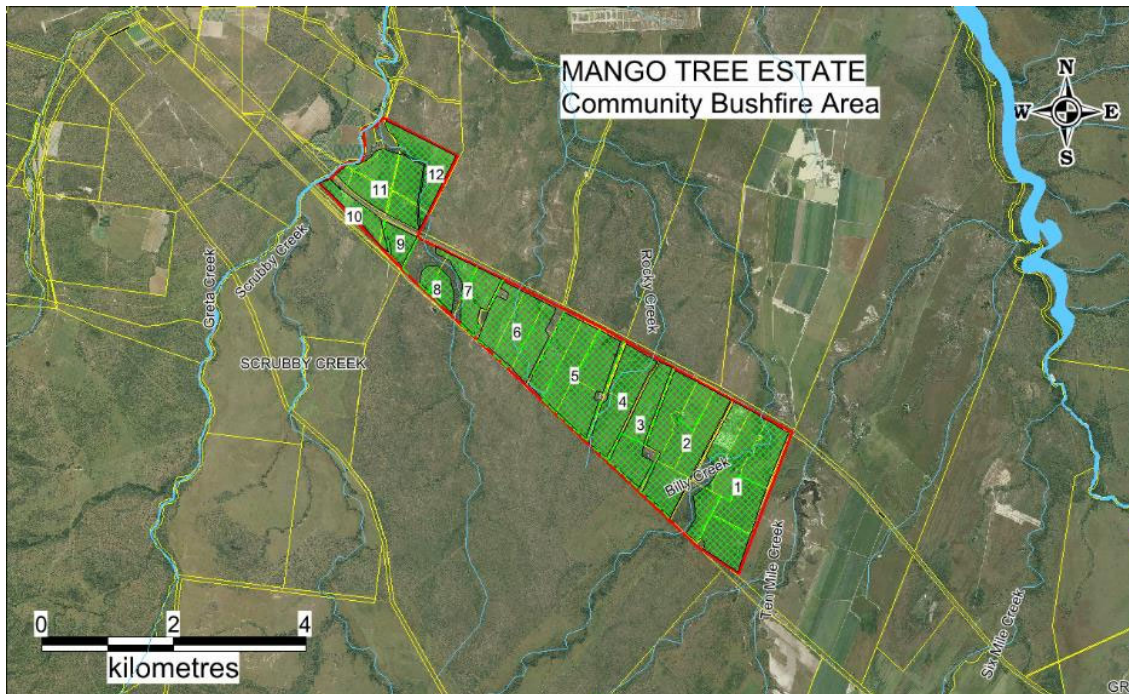 MANGO TREE ESTATE
Community Bushfire Area
N
W
E
S
12
11
10
9
8
7
6
5
4
3
2
1
Rocky Creek
Greta Creek
Scrubby Creek
SCRUBBY CREEK
Billy Creek
Ten Mile Creek
Six Mile Creek
0 2 4
kilometres
GR